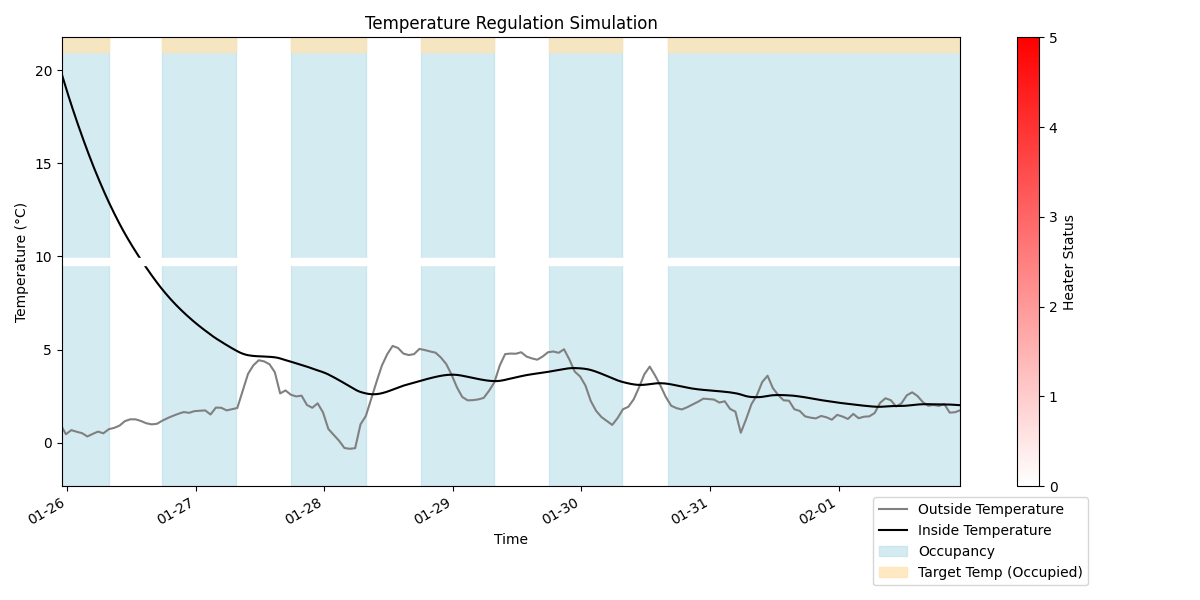 Temperature Regulation Simulation
Temperature (°C)
20
15
10
5
0
01-26
01-27
01-28
01-29
01-30
01-31
02-01
Time
5
4
3
2
1
0
Heater Status
Outside Temperature
Inside Temperature
Occupancy
Target Temp (Occupied)